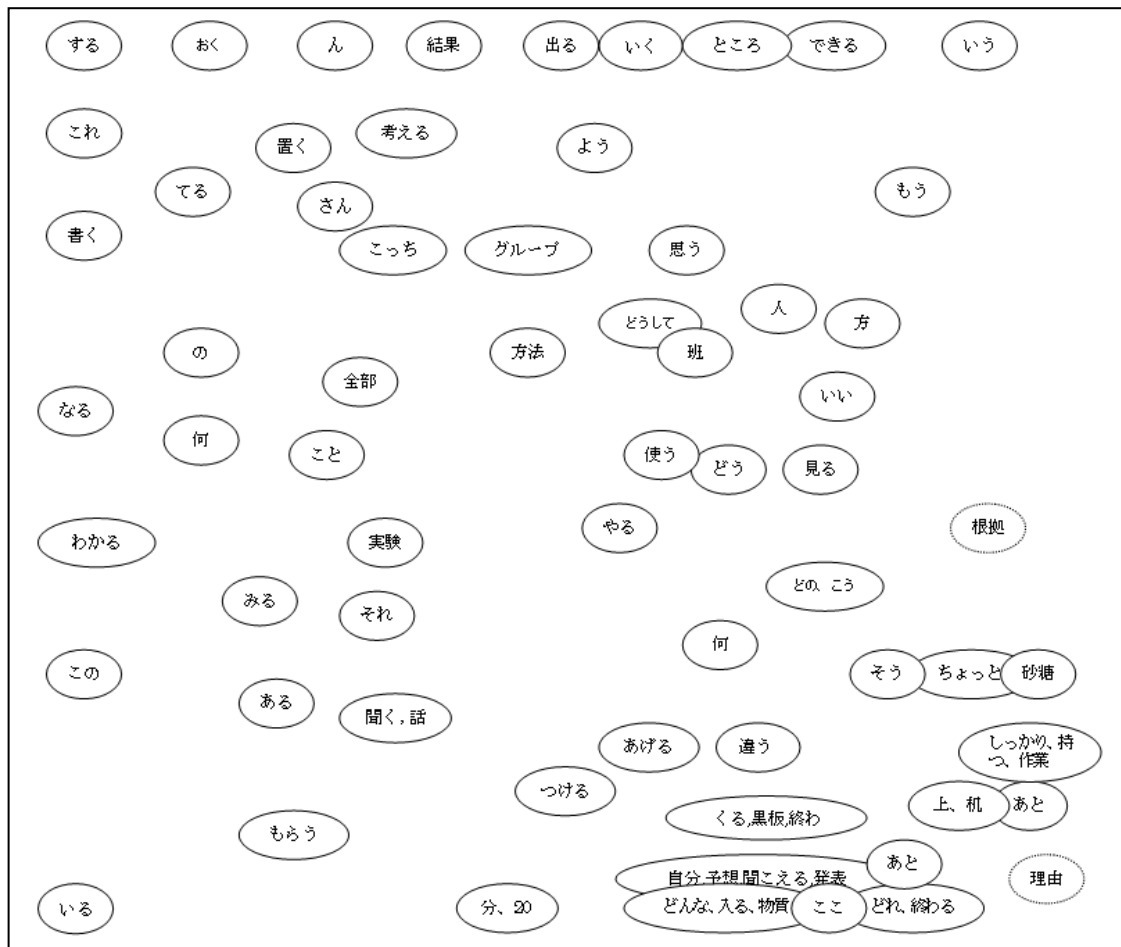 する おく ん 結果 出る いく ところ できる いう
これ 置く 考える よう
てる さん もう
書く こっち グループ 思う
どうして 人 方
の 方法 班
全部 いい
なる 何 こと 使う どう 見る
わかる 実験 やる 根拠
みる それ どの、こう
何
この そう ちょっと 砂糖
ある 聞く,話
あげる 違う しっかり、持
つ、作業
つける 上、机 あと
もらう くる,黒板,終わ
あと
自分,予想,聞こえる,発表 理由
いる 分、20 どんな、入る、物質 ここ どれ、終わる